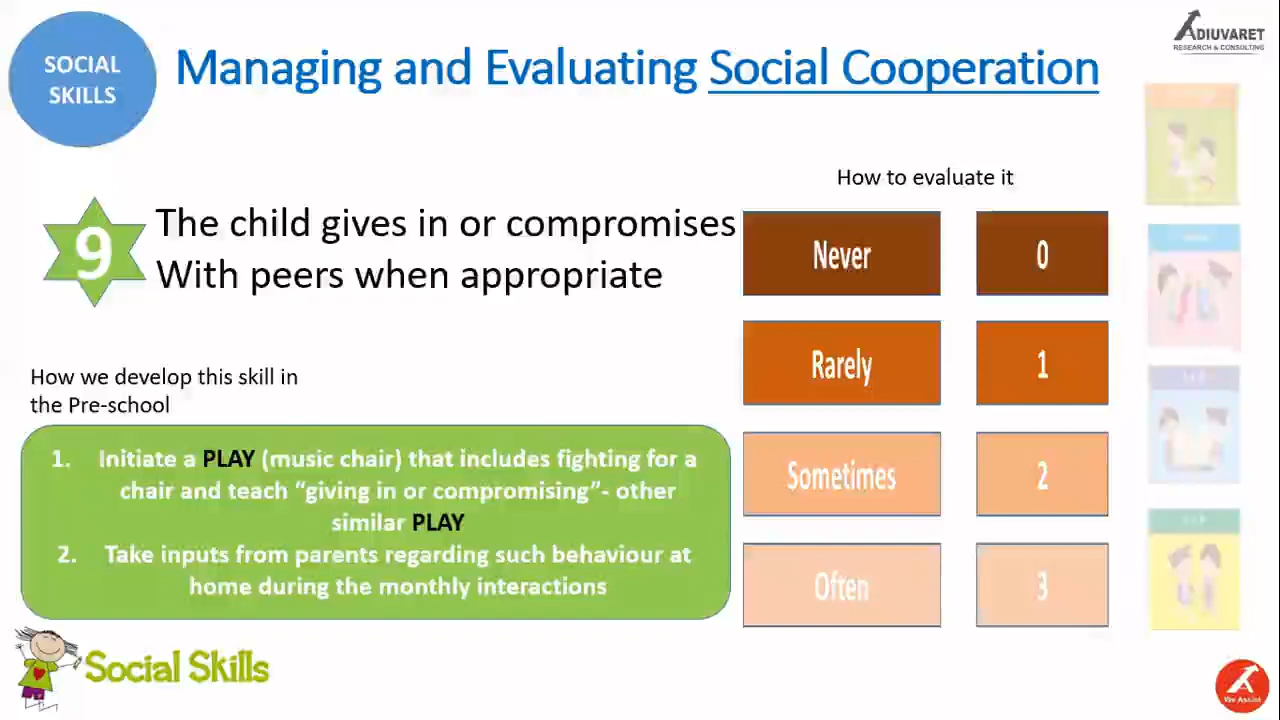 SOCIAL
SKILLS
Managing and Evaluating Social Cooperation
ADIUVARET
RESEARCH & CONSULTING
How to evaluate it
9
The child gives in or compromises
With peers when appropriate
Never 0
Rarely 1
Sometimes 2
Often 3
How we develop this skill in
the Pre-school
1. Initiate a PLAY (music chair) that includes fighting for a
chair and teach “giving in or compromising”- other
similar PLAY
2. Take inputs from parents regarding such behaviour at
home during the monthly interactions
Social Skills
We Assist